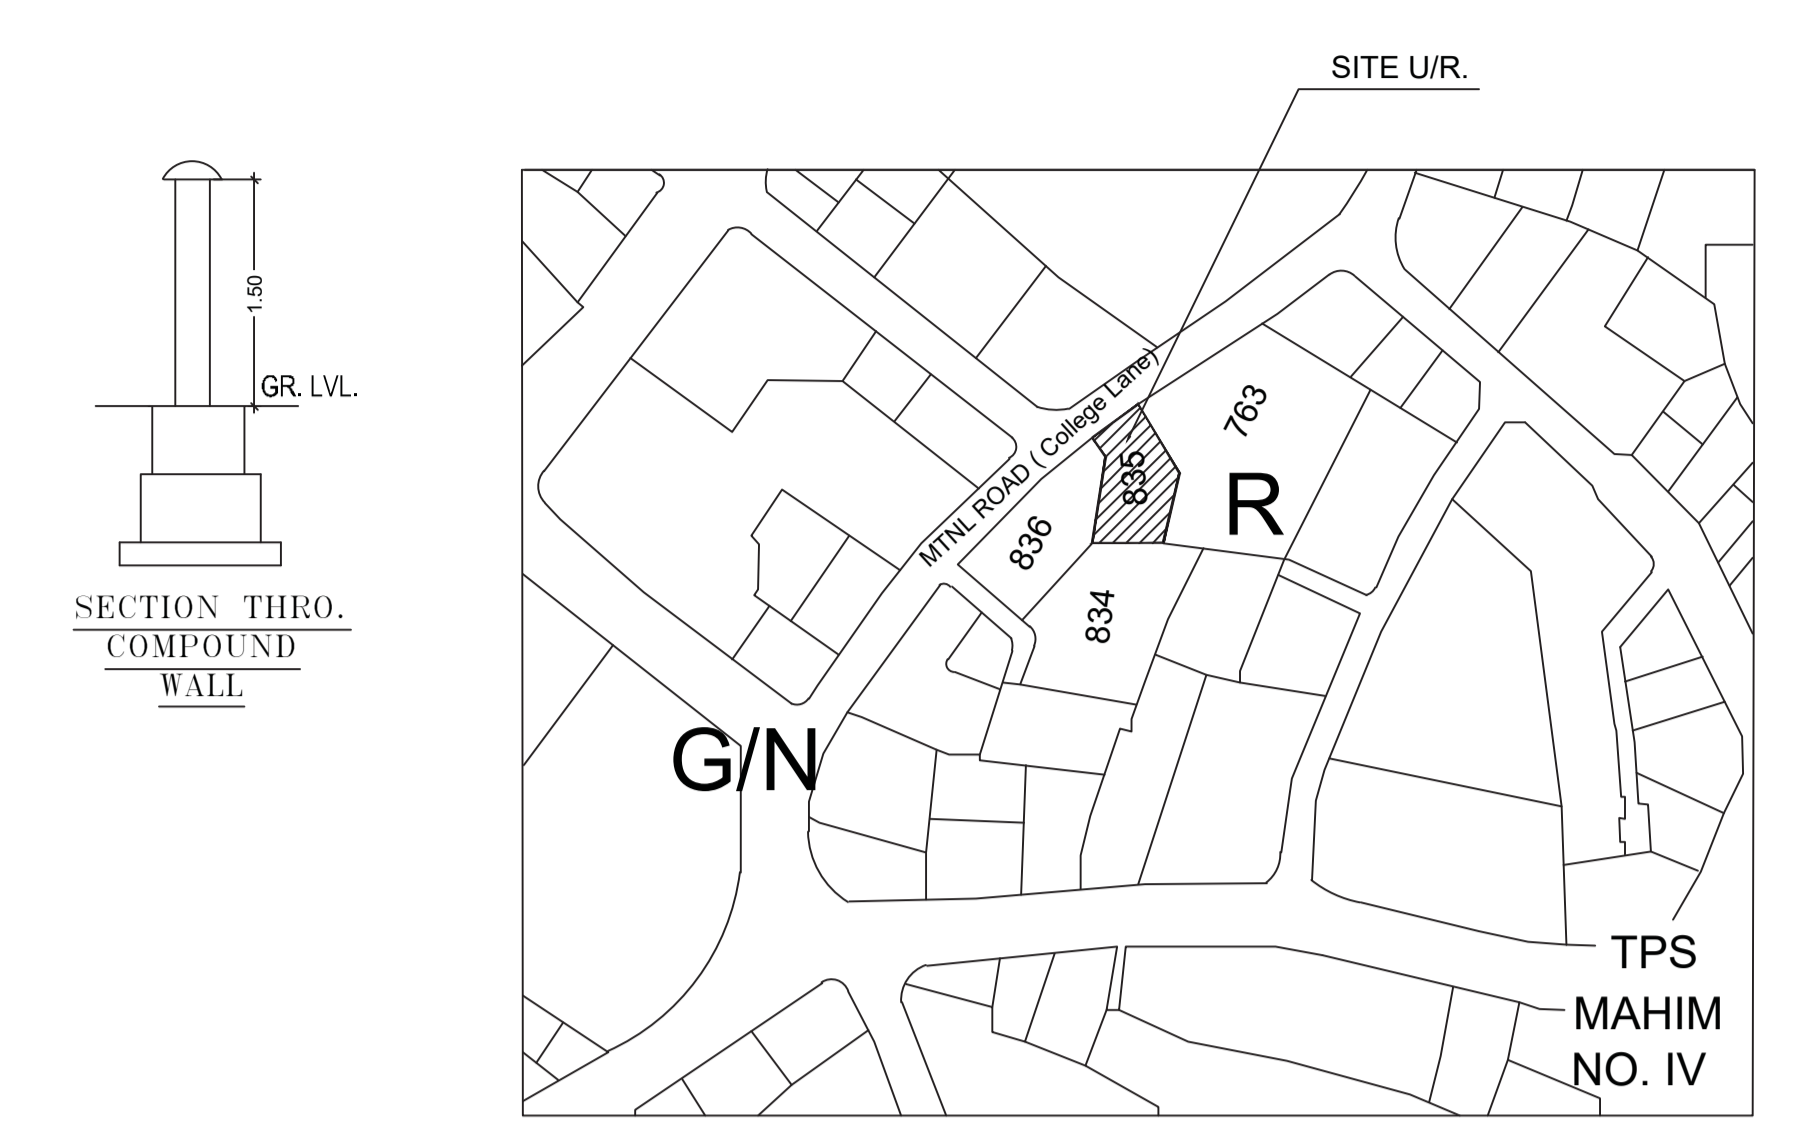 SITE U/R.
1.50
GR. LVL.
SECTION THRO.
COMPOUND
WALL
MTNL ROAD ( College Lane)
763
835
R
836
834
G/N
TPS
MAHIM
NO. IV